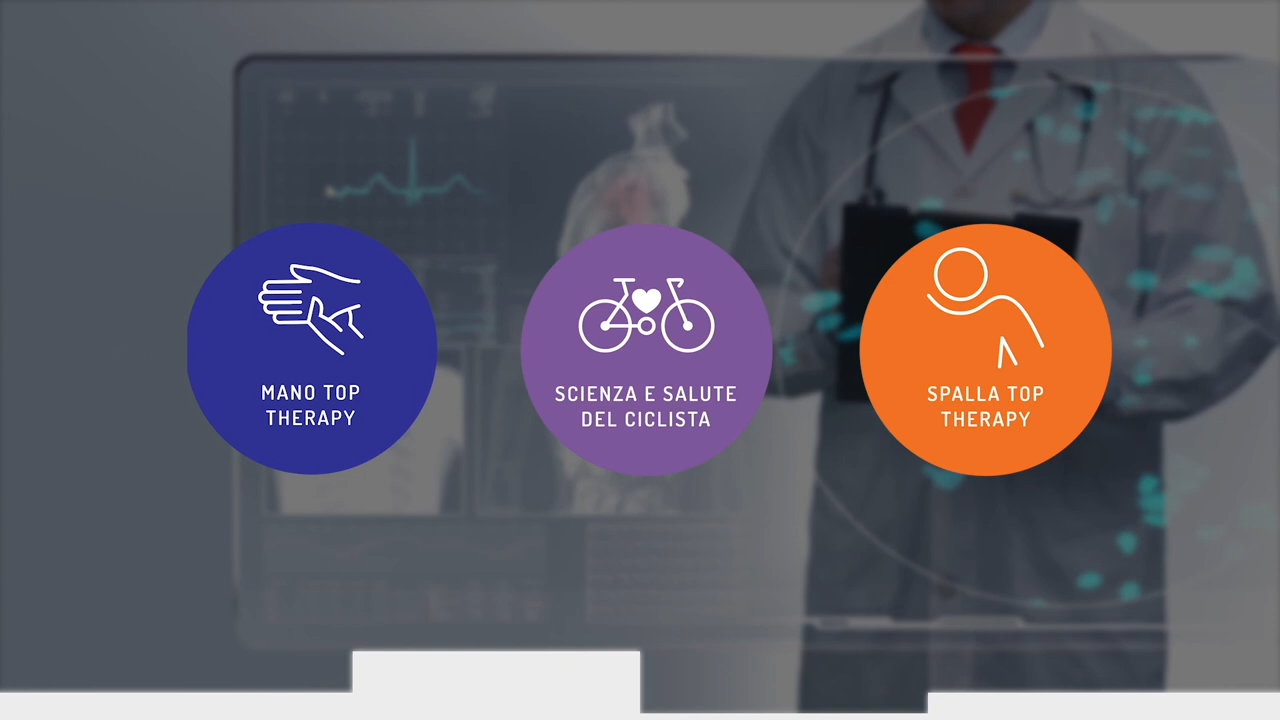 MANO TOP
THERAPY
SCIENZA E SALUTE
DEL CICLISTA
SPALLA TOP
THERAPY